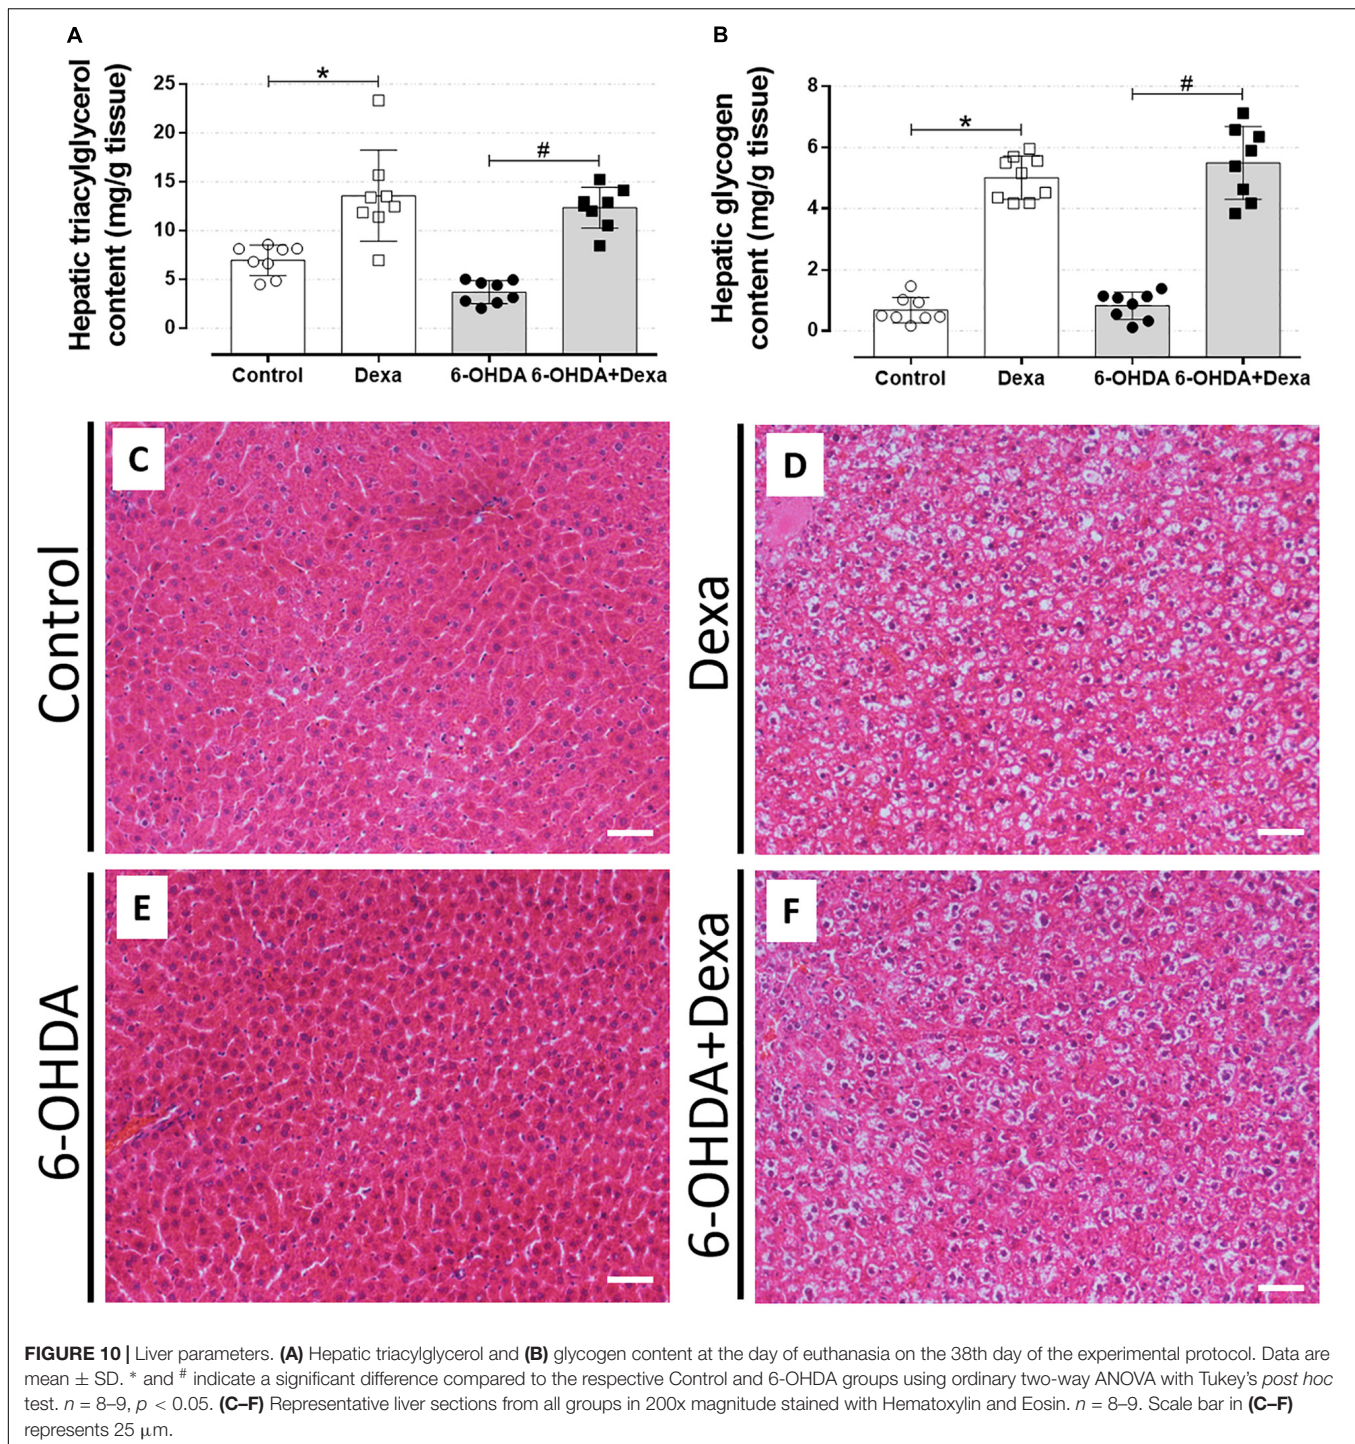 A
Hepatic triacylglycerol
content (mg/g tissue)
25
20
15
10
5
0
*
#
Control Dexa 6-OHDA 6-OHDA+Dexa
B
Hepatic glycogen
content (mg/g tissue)
8
6
4
2
0
*
#
Control Dexa 6-OHDA 6-OHDA+Dexa
Control
C
Dexa
D
6-OHDA
E
6-OHDA+Dexa
F
FIGURE 10 | Liver parameters. (A) Hepatic triacylglycerol and (B) glycogen content at the day of euthanasia on the 38th day of the experimental protocol. Data are
mean ± SD. * and # indicate a significant difference compared to the respective Control and 6-OHDA groups using ordinary two-way ANOVA with Tukey's post hoc
test. n = 8–9, p < 0.05. (C–F) Representative liver sections from all groups in 200x magnitude stained with Hematoxylin and Eosin. n = 8–9. Scale bar in (C–F)
represents 25 μm.